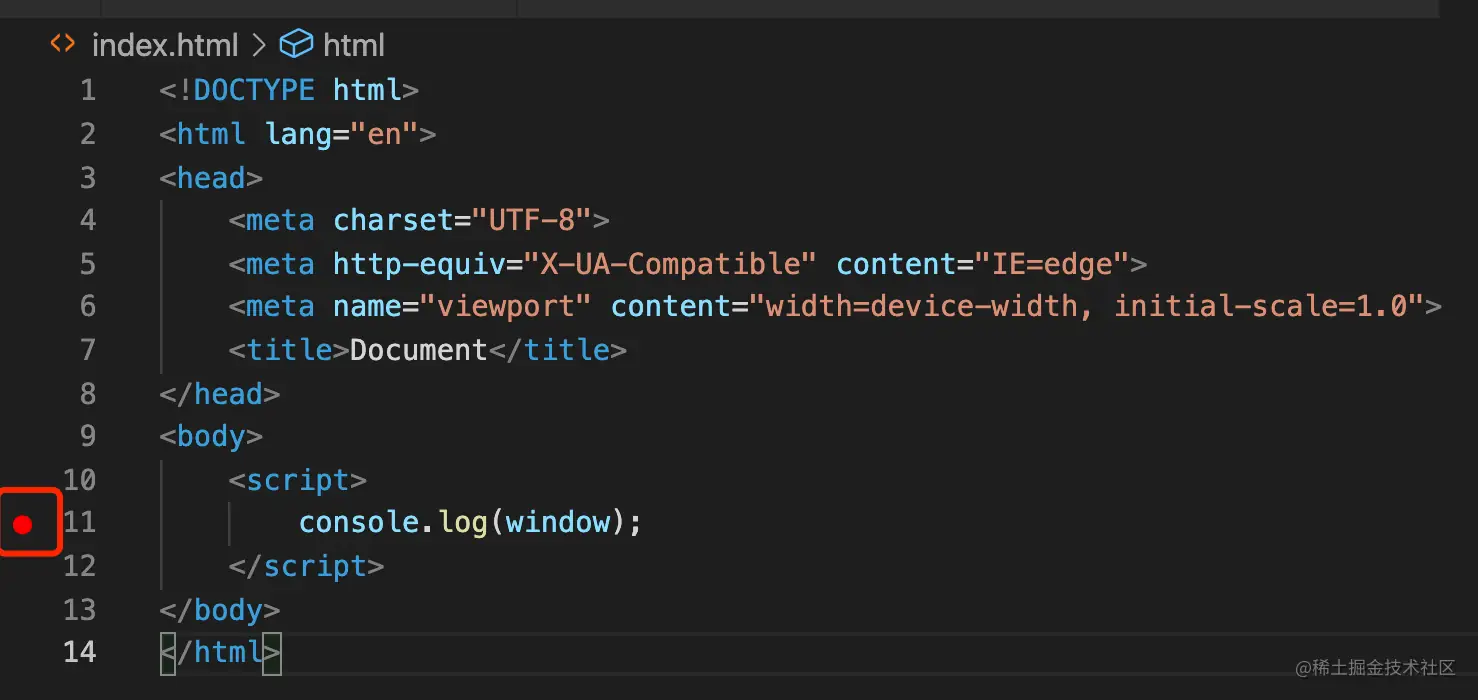 index.html > html
1 <!DOCTYPE html>
2 <html lang="en">
3 <head>
4     <meta charset="UTF-8">
5     <meta http-equiv="X-UA-Compatible" content="IE=edge">
6     <meta name="viewport" content="width=device-width, initial-scale=1.0">
7     <title>Document</title>
8 </head>
9 <body>
10     <script>
11         console.log(window);
12     </script>
13 </body>
14 </html>
@稀土掘金技术社区